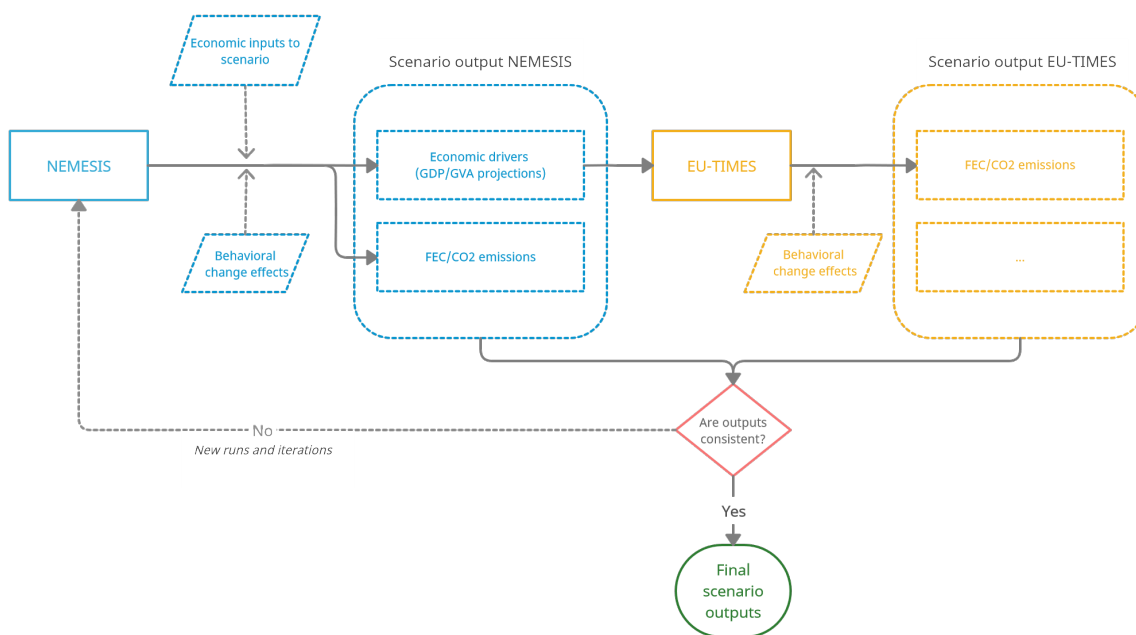 Economic inputs to
scenario
Scenario output NEMESIS
Scenario output EU-TIMES
NEMESIS
Economic drivers
(GDP/GVA projections)
EU-TIMES
FEC/CO2 emissions
Behavioral
change effects
FEC/CO2 emissions
Behavioral
change effects
...
Are outputs
consistent?
No
New runs and iterations
Yes
Final
scenario
outputs